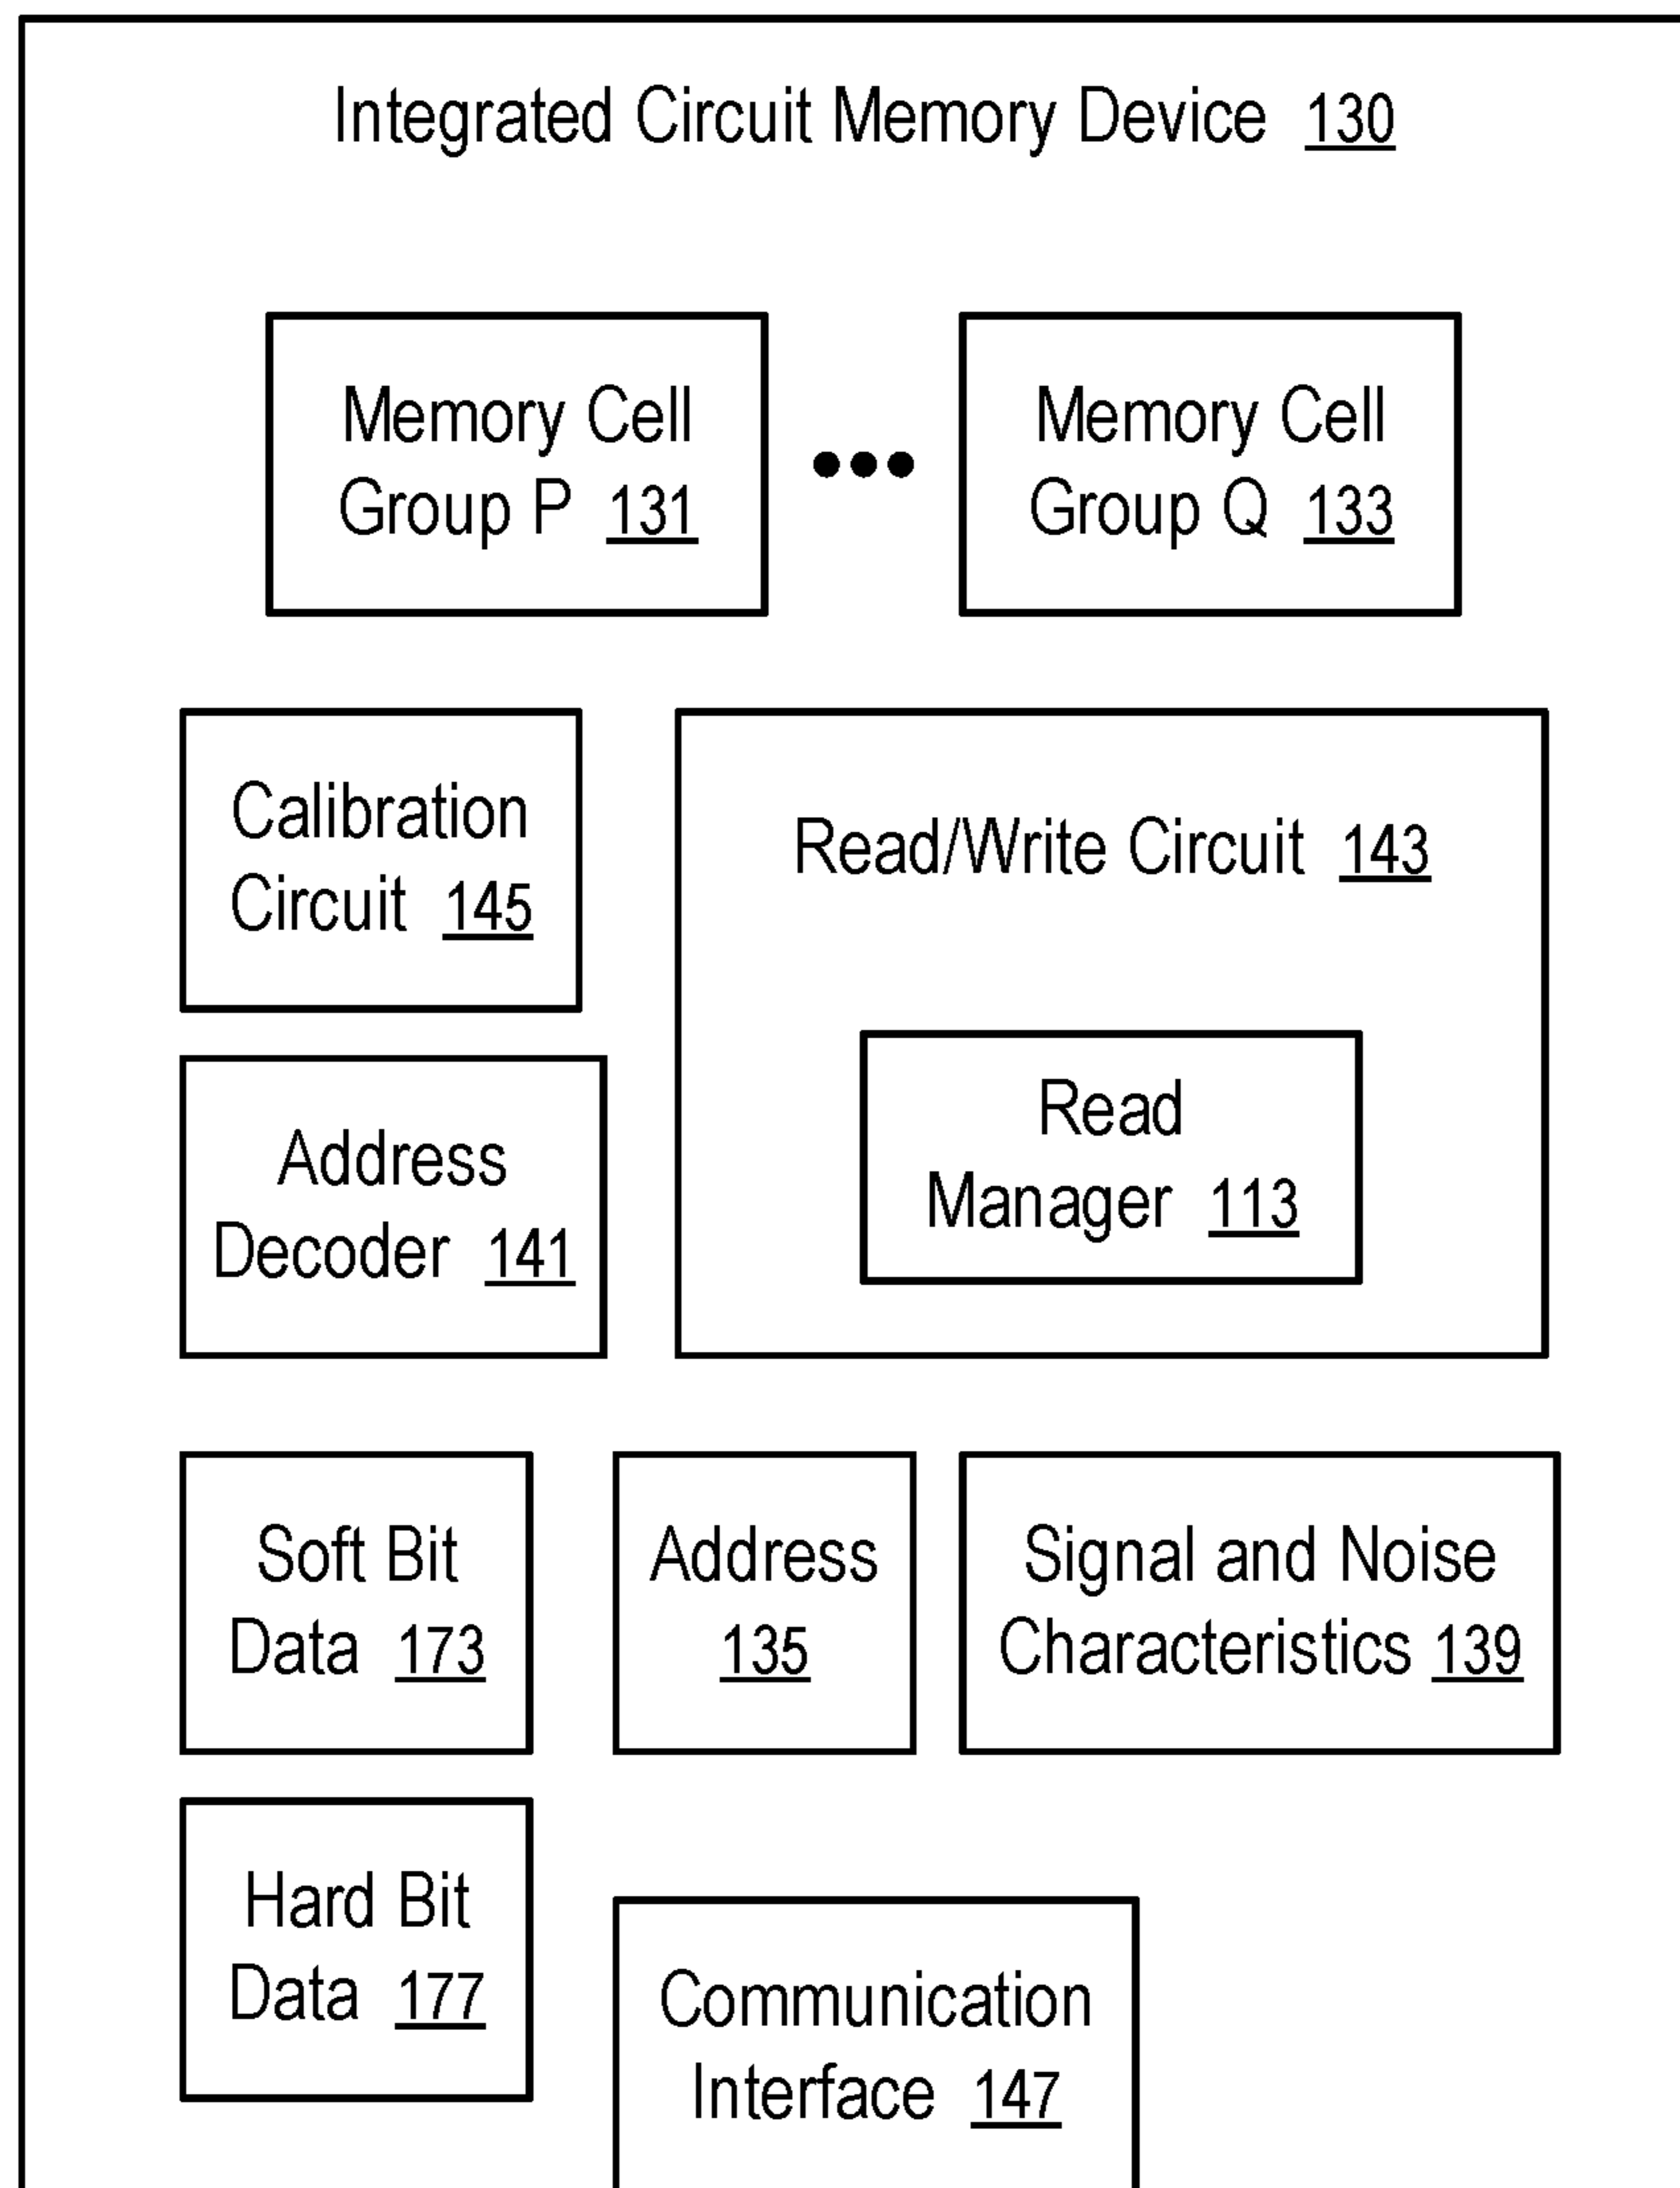 Integrated Circuit Memory Device 130
Memory Cell
Group P 131
Memory Cell
Group Q 133
Calibration
Circuit 145
Read/Write Circuit 143
Read
Manager 113
Address
Decoder 141
Soft Bit
Data 173
Address
135
Signal and Noise
Characteristics 139
Hard Bit
Data 177
Communication
Interface 147